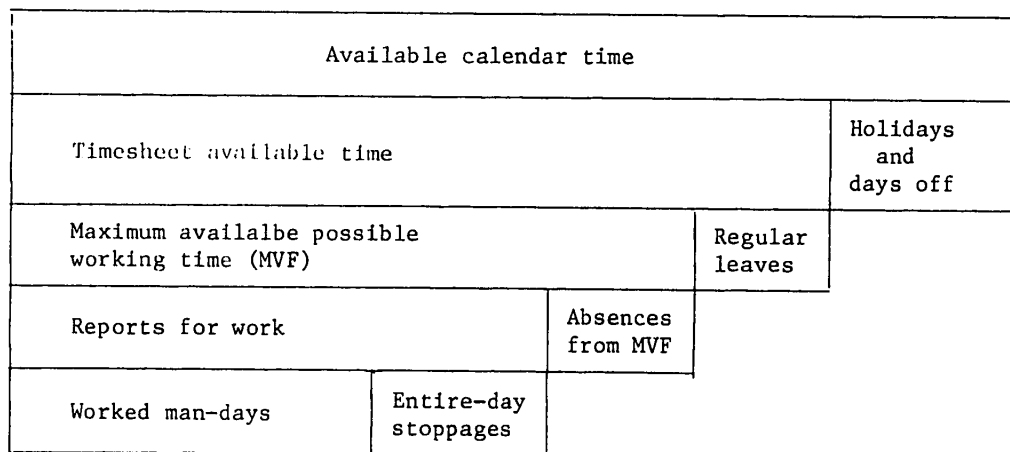 Available calendar time
Timesheet available time
Holidays
and
days off
Maximum availalbe possible
working time (MVF)
Regular
leaves
Reports for work
Absences
from MVF
Worked man-days
Entire-day
stoppages